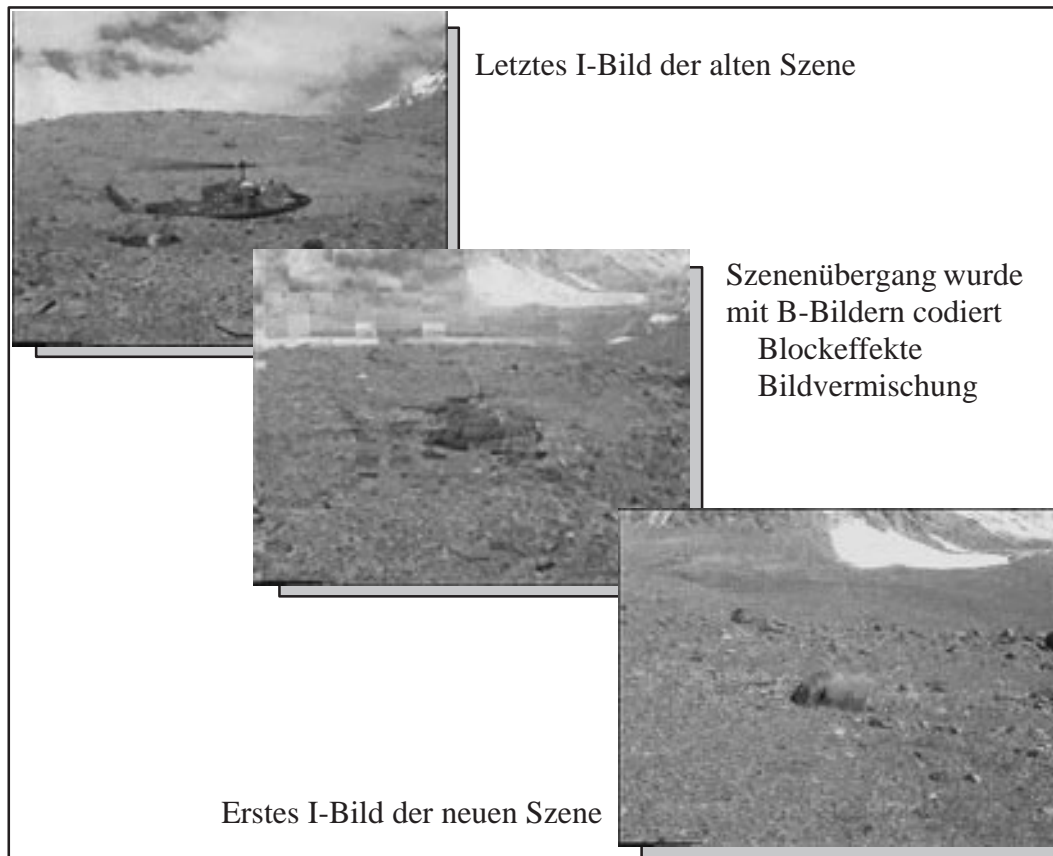 Letztes I-Bild der alten Szene
Szenenübergang wurde
mit B-Bildern codiert
Blockeffekte
Bildvermischung
Erstes I-Bild der neuen Szene